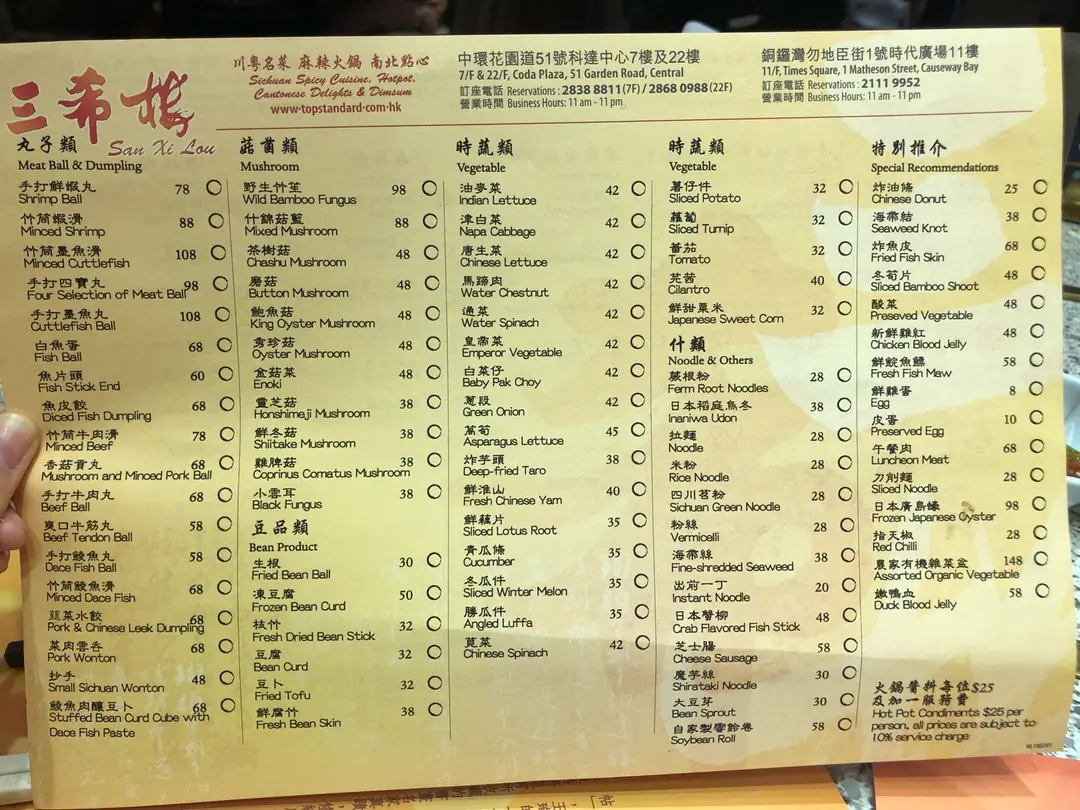 三希樓
San Xi Lou
川粵名菜 麻辣火鍋 南北點心
Sichuan Spicy Cuisine, Hotpot,
Cantonese Delights & Dimsum
www.topstandard.com.hk
中環花園道51號科達中心7樓及22樓
7/F & 22/F, Coda Plaza, 51 Garden Road, Central
訂座電話 Reservations : 2838 8811 (7F) / 2868 0988 (22F)
營業時間 Business Hours: 11 am - 11 pm
銅鑼灣勿地臣街1號時代廣場11樓
11/F, Times Square, 1 Matheson Street, Causeway Bay
訂座電話 Reservations : 2111 9952
營業時間 Business Hours: 11 am - 11 pm
丸子類
Meat Ball & Dumpling
手打鮮蝦丸 78
Shrimp Ball
竹筒蝦滑 88
Minced Shrimp
竹筒墨魚滑 108
Minced Cuttlefish
手打四寶丸 98
Four Selection of Meat Ball
手打墨魚丸 108
Cuttlefish Ball
白魚蛋 68
Fish Ball
魚片頭 60
Fish Stick End
魚皮餃 68
Diced Fish Dumpling
竹筒牛肉滑 78
Minced Beef
香菇貢丸 68
Mushroom and Minced Pork Ball
手打牛肉丸 68
Beef Ball
爽口牛筋丸 58
Beef Tendon Ball
手打鯪魚丸 58
Dace Fish Ball
竹筒鯪魚滑 68
Minced Dace Fish
韮菜水餃 68
Pork & Chinese Leek Dumpling
菜肉雲吞 68
Pork Wonton
抄手 48
Small Sichuan Wonton
鯪魚肉釀豆卜 68
Stuffed Bean Curd Cube with
Dace Fish Paste
菇菌類
Mushroom
野生竹笙 98
Wild Bamboo Fungus
什錦菇藍 88
Mixed Mushroom
茶樹菇 48
Chashu Mushroom
磨菇 48
Button Mushroom
鮑魚菇 48
King Oyster Mushroom
秀珍菇 48
Oyster Mushroom
金菇菜 48
Enoki
靈芝菇 38
Honshimeji Mushroom
鮮冬菇 38
Shiitake Mushroom
雞脾菇 38
Coprinus Comatus Mushroom
小雲耳 38
Black Fungus
豆品類
Bean Product
生根 30
Fried Bean Ball
凍豆腐 50
Frozen Bean Curd
枝竹 32
Fresh Dried Bean Stick
豆腐 32
Bean Curd
豆卜 32
Fried Tofu
鮮腐竹 38
Fresh Bean Skin
時蔬類
Vegetable
油麥菜 42
Indian Lettuce
津白菜 42
Napa Cabbage
唐生菜 42
Chinese Lettuce
馬蹄肉 42
Water Chestnut
通菜 42
Water Spinach
皇帝菜 42
Emperor Vegetable
白菜仔 42
Baby Pak Choy
蔥段 42
Green Onion
萵筍 45
Asparagus Lettuce
炸芋頭 38
Deep-fried Taro
鮮淮山 40
Fresh Chinese Yam
鮮蓮片 35
Sliced Lotus Root
青瓜條 35
Cucumber
冬瓜件 35
Sliced Winter Melon
勝瓜件 35
Angled Luffa
莧菜 42
Chinese Spinach
時蔬類
Vegetable
薯仔件 32
Sliced Potato
蘿蔔 32
Sliced Turnip
蕃茄 32
Tomato
芫茜 40
Cilantro
鮮甜粟米 32
Japanese Sweet Corn
什類
Noodle & Others
蕨根粉 28
Fern Root Noodles
日本稻庭烏冬 38
Inaniwa Udon
拉麵 28
Noodle
米粉 28
Rice Noodle
四川苕粉 28
Sichuan Green Noodle
粉絲 28
Vermicelli
海帶絲 38
Fine-shredded Seaweed
出前一丁 20
Instant Noodle
日本蟹柳 48
Crab Flavored Fish Stick
芝士腸 58
Cheese Sausage
魔芋絲 30
Shirataki Noodle
大豆芽 30
Bean Sprout
自家製響鈴卷 58
Soybean Roll
特別推介
Special Recommendations
炸油條 25
Chinese Donut
海帶結 38
Seaweed Knot
炸魚皮 68
Fried Fish Skin
冬筍片 48
Sliced Bamboo Shoot
酸菜 48
Preseved Vegetable
新鮮雞紅 48
Chicken Blood Jelly
鮮鯇魚鰾 58
Fresh Fish Maw
鮮雞蛋 8
Egg
皮蛋 10
Preserved Egg
午餐肉 68
Luncheon Meat
刀削麵 28
Sliced Noodle
日本廣島蠔 98
Frozen Japanese Oyster
指天椒 28
Red Chilli
農家有機雜菜盆 148
Assorted Organic Vegetable
嫩鴨血 58
Duck Blood Jelly
火鍋醬料每位$25
及加一服務費
Hot Pot Condiments $25 per
person, all prices are subject to
10% service charge